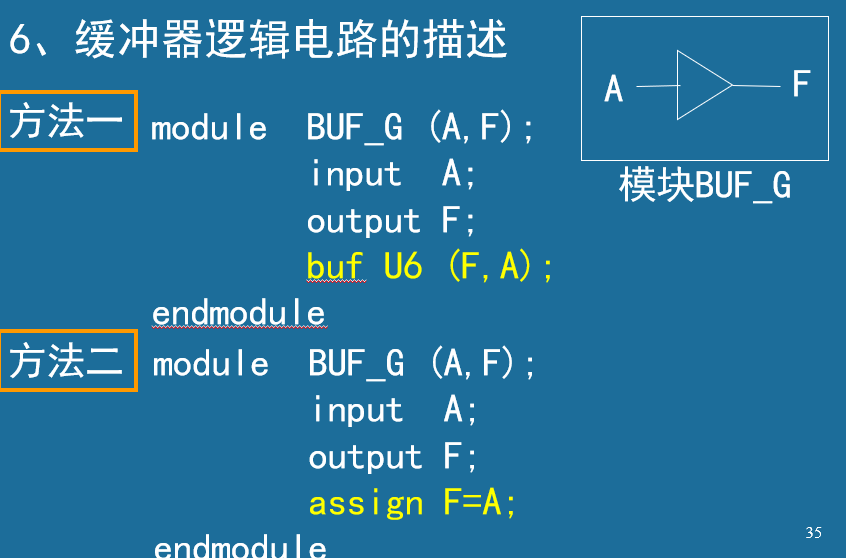 6、缓冲器逻辑电路的描述
A
F
模块BUF_G
方法一
module BUF_G (A,F);
input A;
output F;
buf U6 (F,A);
endmodule
方法二
module BUF_G (A,F);
input A;
output F;
assign F=A;
endmodule
35